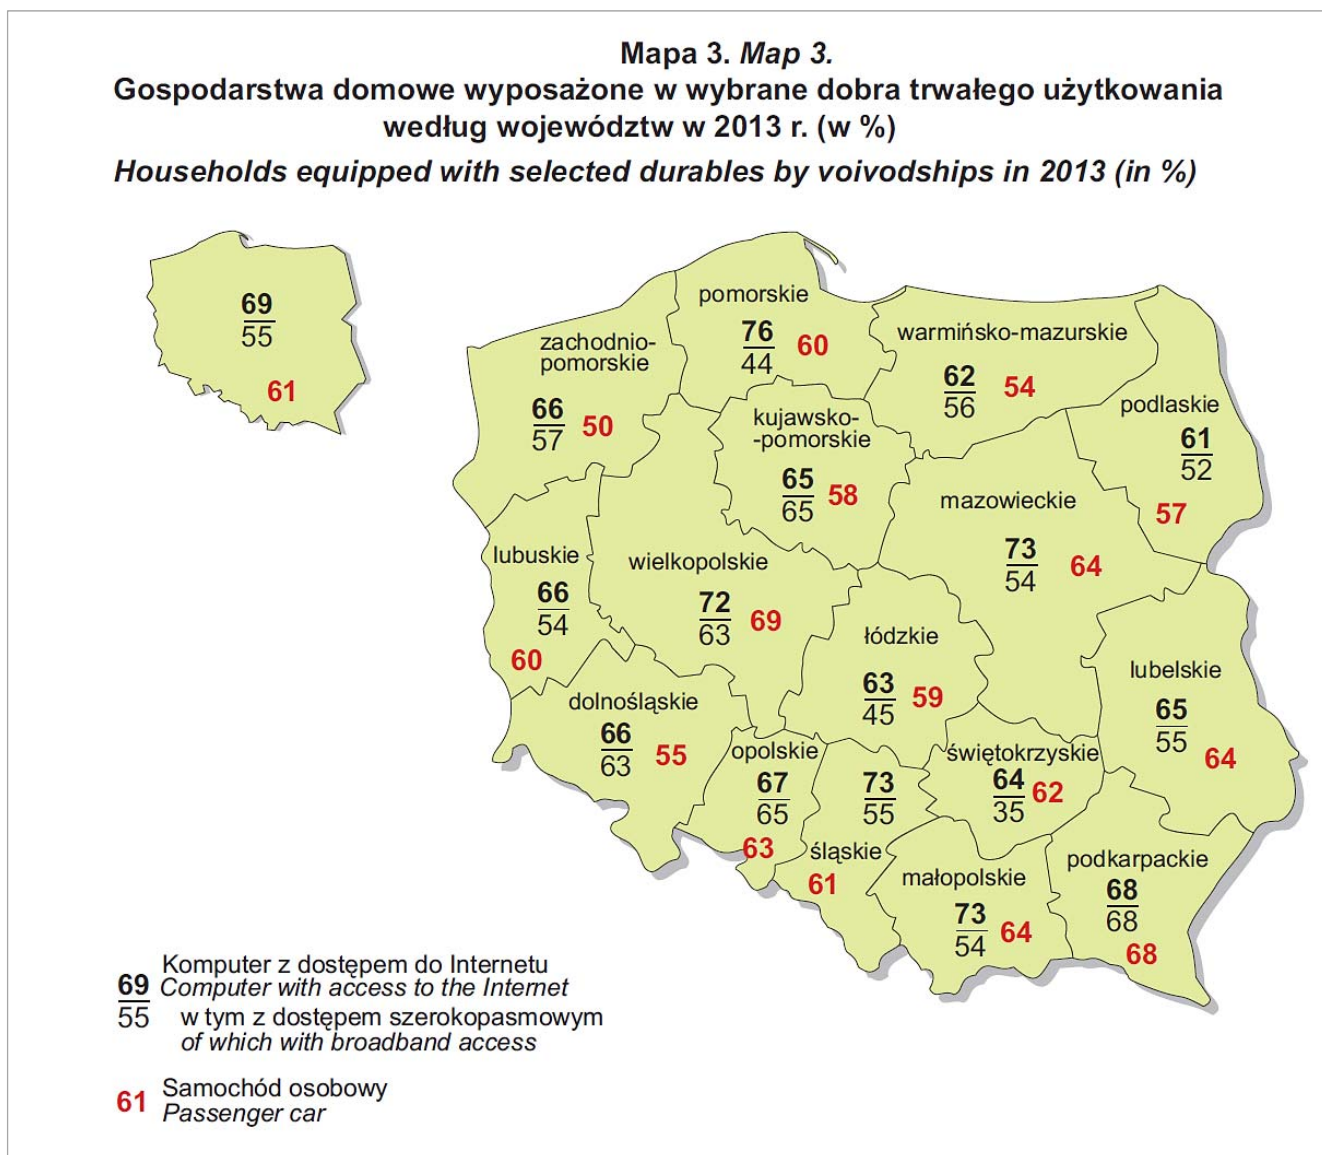 Mapa 3. Map 3.
Gospodarstwa domowe wyposażone w wybrane dobra trwałego użytkowania
według województw w 2013 r. (w %)
Households equipped with selected durables by voivodships in 2013 (in %)
69
55
61
pomorskie
76
44
60
zachodnio-
pomorskie
66
57
50
warmińsko-mazurskie
62
56
54
podlaskie
61
52
57
kujawsko-
-pomorskie
65
65
58
mazowieckie
73
54
64
lubuskie
66
54
60
wielkopolskie
72
63
69
łódzkie
63
45
59
lubelskie
65
55
64
dolnośląskie
66
63
55
opolskie
67
65
63
73
55
śląskie
61
świętokrzyskie
64
35
62
małopolskie
73
54
64
podkarpackie
68
68
68
Komputer z dostępem do Internetu
69 Computer with access to the Internet
55 w tym z dostępem szerokopasmowym
of which with broadband access
Samochód osobowy
61 Passenger car